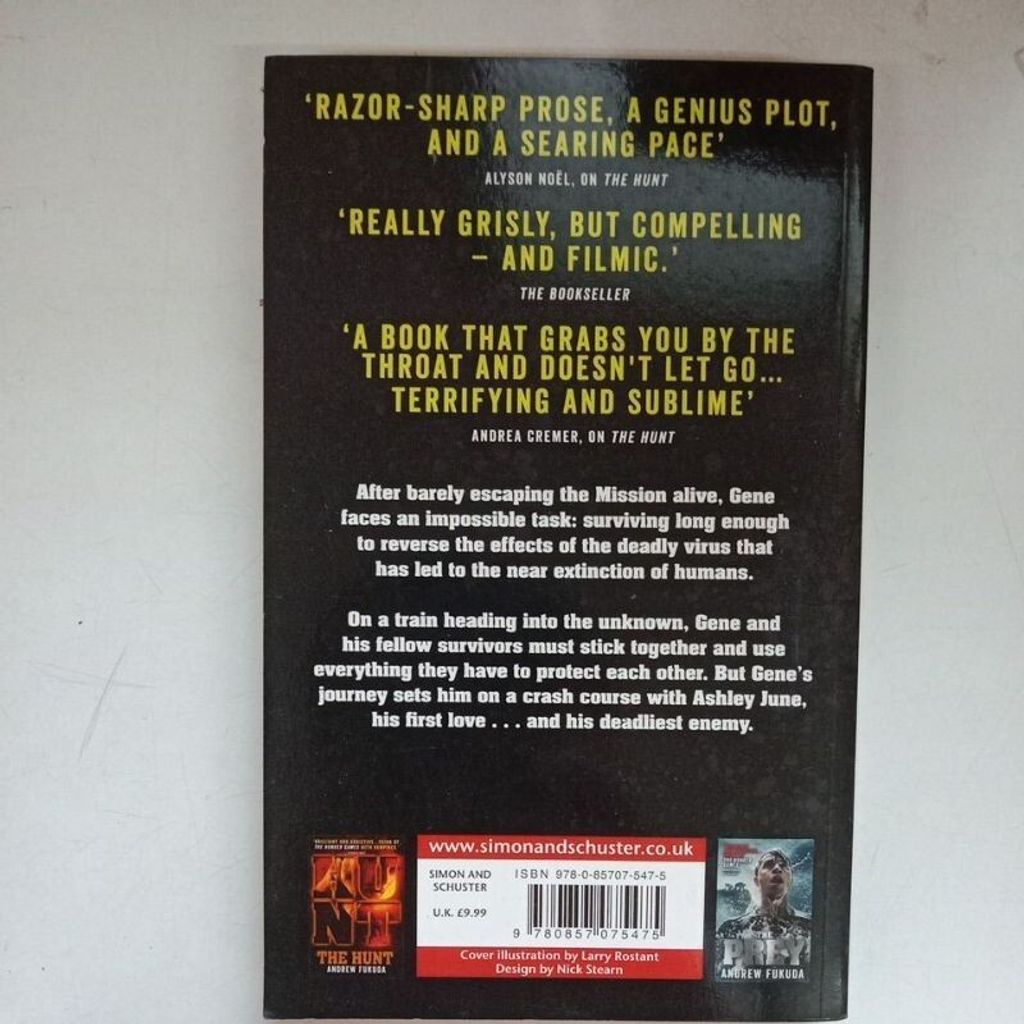 ‘RAZOR-SHARP PROSE, A GENIUS PLOT,
AND A SEARING PACE’
ALYSON NOËL, ON THE HUNT
‘REALLY GRISLY, BUT COMPELLING
– AND FILMIC.’
THE BOOKSELLER
‘A BOOK THAT GRABS YOU BY THE
THROAT AND DOESN'T LET GO...
TERRIFYING AND SUBLIME’
ANDREA CREMER, ON THE HUNT
After barely escaping the Mission alive, Gene
faces an impossible task: surviving long enough
to reverse the effects of the deadly virus that
has led to the near extinction of humans.
On a train heading into the unknown, Gene and
his fellow survivors must stick together and use
everything they have to protect each other. But Gene’s
journey sets him on a crash course with Ashley June,
his first love . . . and his deadliest enemy.
HU
NT
THE HUNT
ANDREW FUKUDA
www.simonandschuster.co.uk
SIMON AND
SCHUSTER
U.K. £9.99
ISBN 978-0-85707-547-5
9 780857 075475
Cover illustration by Larry Rostant
Design by Nick Stearn
THE
PREY
ANDREW FUKUDA